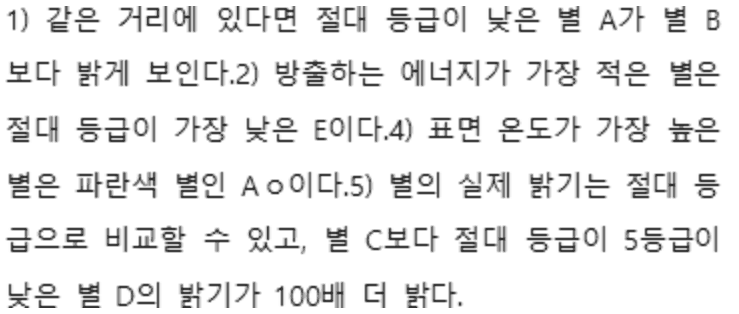 1) 같은 거리에 있다면 절대 등급이 낮은 별 A가 별 B
보다 밝게 보인다.2) 방출하는 에너지가 가장 적은 별은
절대 등급이 가장 낮은 E이다.4) 표면 온도가 가장 높은
별은 파란색 별인 Aㅇ이다.5) 별의 실제 밝기는 절대 등
급으로 비교할 수 있고, 별 C보다 절대 등급이 5등급이
낮은 별 D의 밝기가 100배 더 밝다.